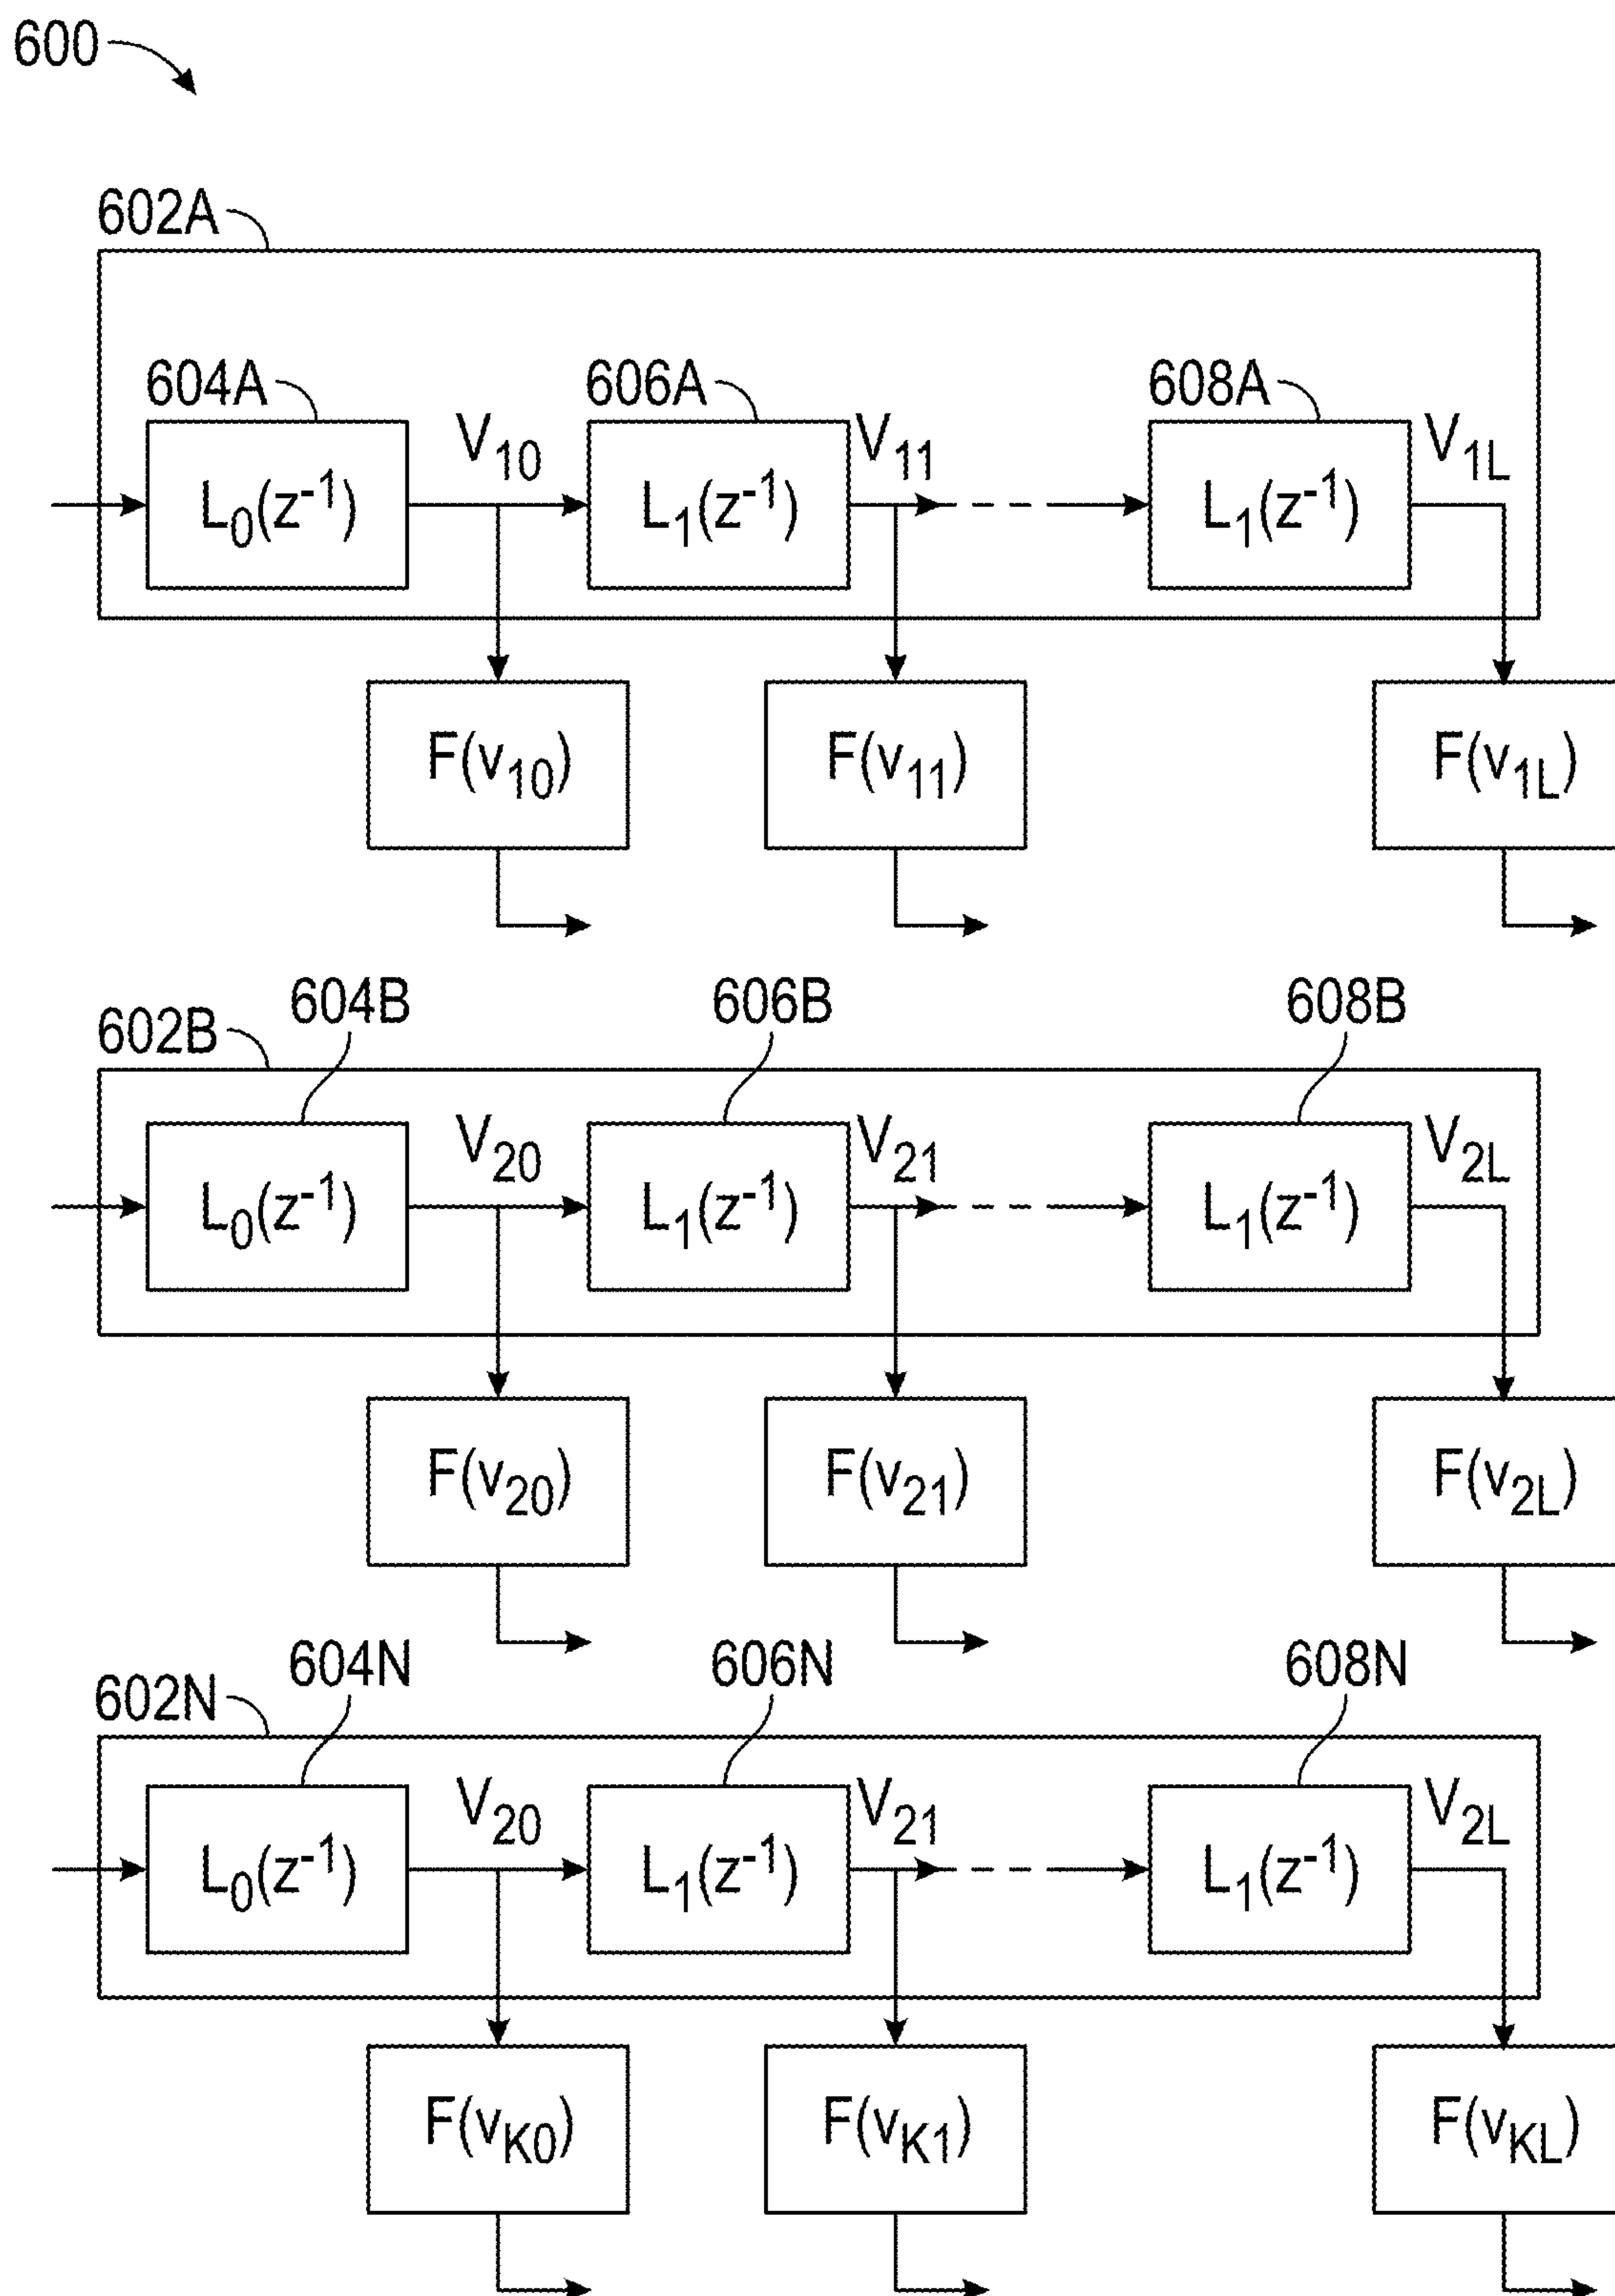 600
602A
604A 606A 608A
L₀(z⁻¹) V₁₀ L₁(z⁻¹) V₁₁ L₁(z⁻¹) V₁L
F(v₁₀) F(v₁₁) F(v₁L)
604B 606B 608B
602B
L₀(z⁻¹) V₂₀ L₁(z⁻¹) V₂₁ L₁(z⁻¹) V₂L
F(v₂₀) F(v₂₁) F(v₂L)
604N 606N 608N
602N
L₀(z⁻¹) V₂₀ L₁(z⁻¹) V₂₁ L₁(z⁻¹) V₂L
F(vK0) F(vK1) F(vKL)